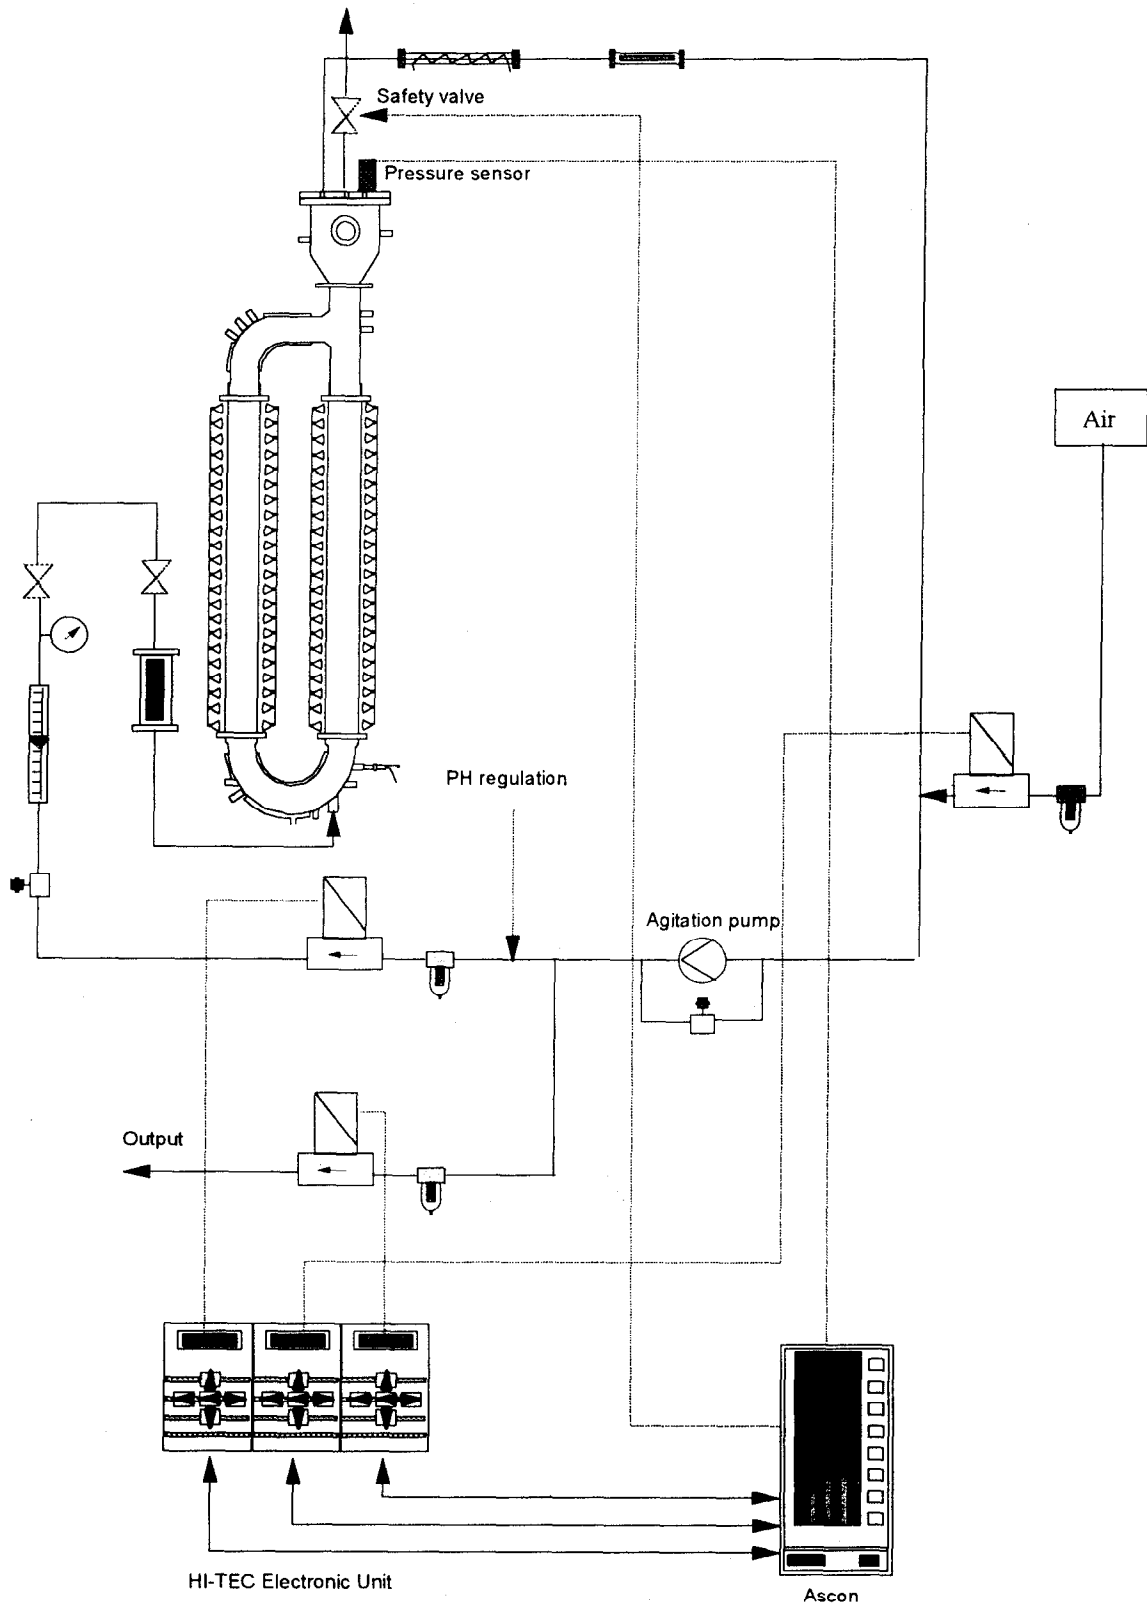 Safety valve
Pressure sensor
Air
PH regulation
Agitation pump
Output
HI-TEC Electronic Unit
Ascon